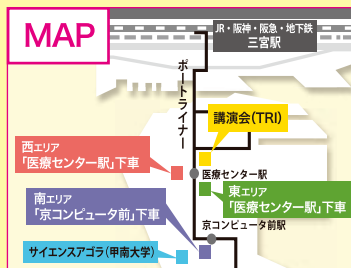 MAP
JR・阪神・阪急・地下鉄
三宮駅
ポートライナー
講演会(TRI)
西エリア
「医療センター駅」下車
医療センター駅
東エリア
「医療センター駅」下車
南エリア
「京コンピュータ前」下車
京コンピュータ前駅
サイエンスアゴラ(甲南大学)